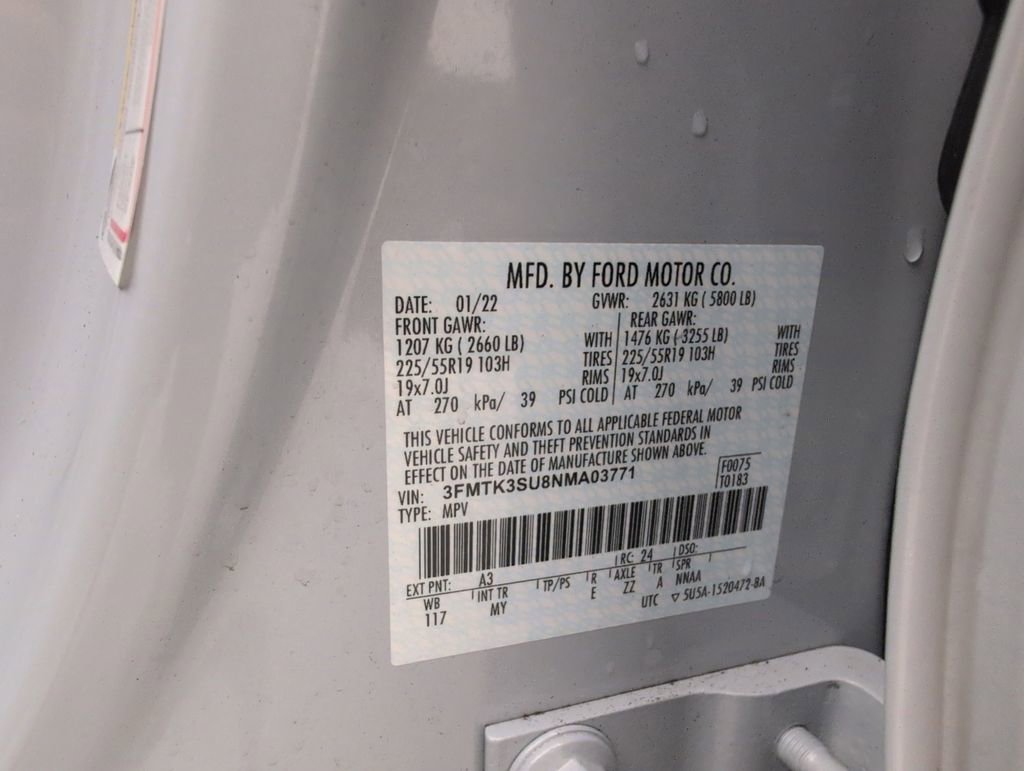 MFD. BY FORD MOTOR CO.
DATE: 01/22 GVWR: 2631 KG ( 5800 LB)
FRONT GAWR: REAR GAWR:
1207 KG ( 2660 LB) WITH 1476 KG ( 3255 LB) WITH
225/55R19 103H TIRES 225/55R19 103H TIRES
19x7.0J RIMS 19x7.0J RIMS
AT 270 kPa/ 39 PSI COLD AT 270 kPa/ 39 PSI COLD
THIS VEHICLE CONFORMS TO ALL APPLICABLE FEDERAL MOTOR
VEHICLE SAFETY AND THEFT PREVENTION STANDARDS IN
EFFECT ON THE DATE OF MANUFACTURE SHOWN ABOVE.
VIN: 3FMTK3SU8NMA03771 F0075
TYPE: MPV T0183
EXT PNT: A3 RC: 24 DSO:
WB INT TR TP/PS R AXLE TR SPR
117 MY E ZZ A NNAA
UTC ▽ 5U5A-1520472-BA